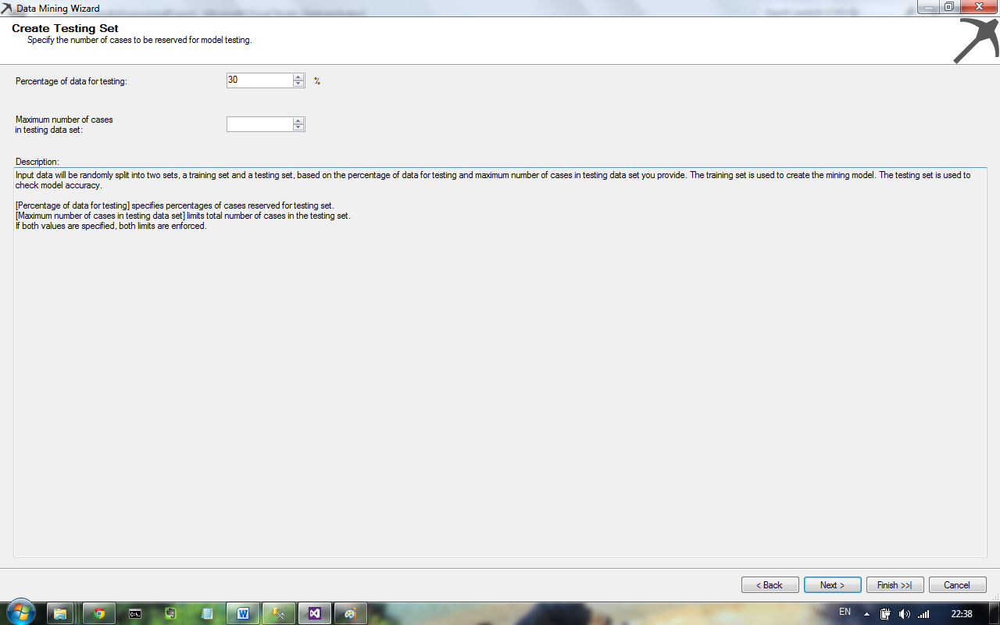 Data Mining Wizard
Create Testing Set
Specify the number of cases to be reserved for model testing.
Percentage of data for testing:
30
%
Maximum number of cases
in testing data set:
Description:
Input data will be randomly split into two sets, a training set and a testing set, based on the percentage of data for testing and maximum number of cases in testing data set you provide. The training set is used to create the mining model. The testing set is used to
check model accuracy.
[Percentage of data for testing] specifies percentages of cases reserved for testing set.
[Maximum number of cases in testing data set] limits total number of cases in the testing set.
If both values are specified, both limits are enforced.
< Back
Next >
Finish >>|
Cancel
EN
22:38